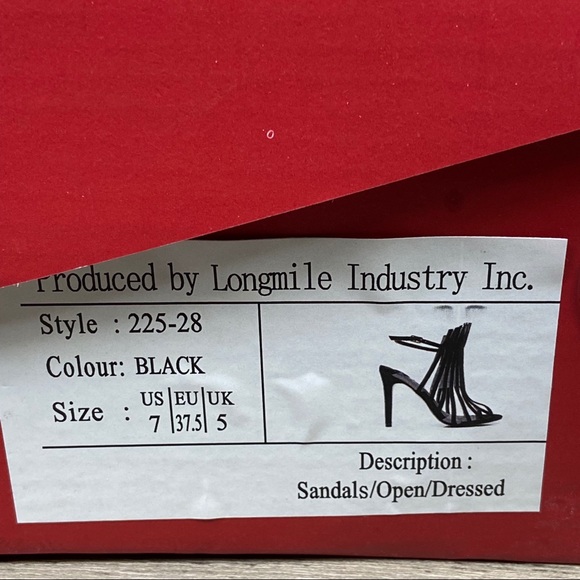 Produced by Longmile Industry Inc.
Style : 225-28
Colour: BLACK
Size : US 7 | EU 37.5 | UK 5
Description :
Sandals/Open/Dressed